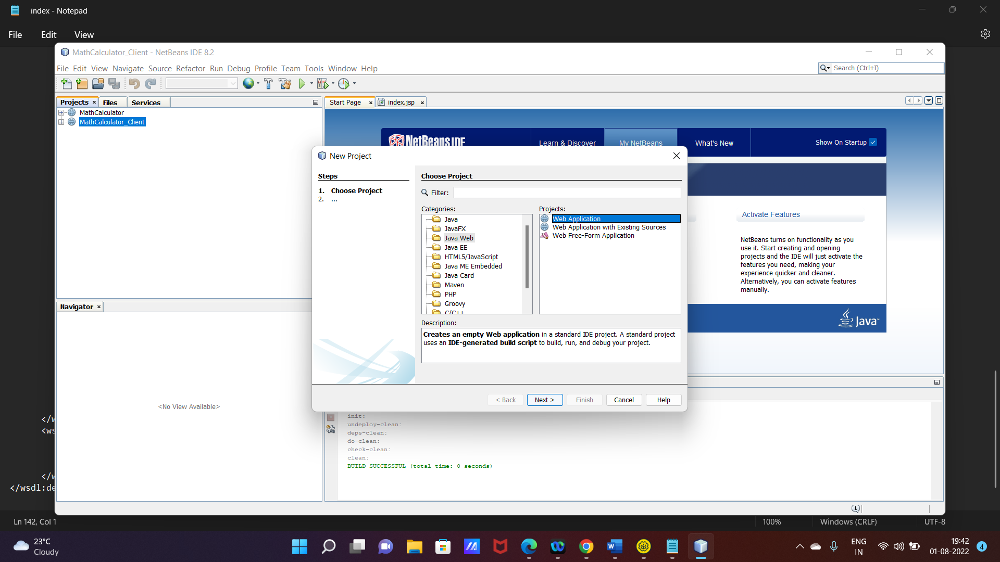 index - Notepad
File Edit View
MathCalculator_Client - NetBeans IDE 8.2
File Edit View Navigate Source Refactor Run Debug Profile Team Tools Window Help
Search (Ctrl+I)
Projects × Files Services
Start Page × index.jsp ×
MathCalculator
MathCalculator_Client
NetBeans IDE
Learn & Discover My NetBeans What's New Show On Startup
New Project
Steps
1. Choose Project
2. ...
Choose Project
Filter:
Categories:
Java
JavaFX
Java Web
Java EE
HTML5/JavaScript
Java ME Embedded
Java Card
Maven
PHP
Groovy
C/C++
Projects:
Web Application
Web Application with Existing Sources
Web Free-Form Application
Description:
Creates an empty Web application in a standard IDE project. A standard project
uses an IDE-generated build script to build, run, and debug your project.
< Back Next > Finish Cancel Help
Activate Features
NetBeans turns on functionality as you
use it. Start creating and opening
projects and the IDE will just activate the
features you need, making your
experience quicker and cleaner.
Alternatively, you can activate features
manually.
Java™
Navigator ×
<No View Available>
init:
undeploy-clean:
deps-clean:
do-clean:
check-clean:
clean:
BUILD SUCCESSFUL (total time: 0 seconds)
1
</w
<ws
</w
</wsdl:de
Ln 142, Col 1
100%
Windows (CRLF)
UTF-8
23°C
Cloudy
ENG
IN
19:42
01-08-2022
4